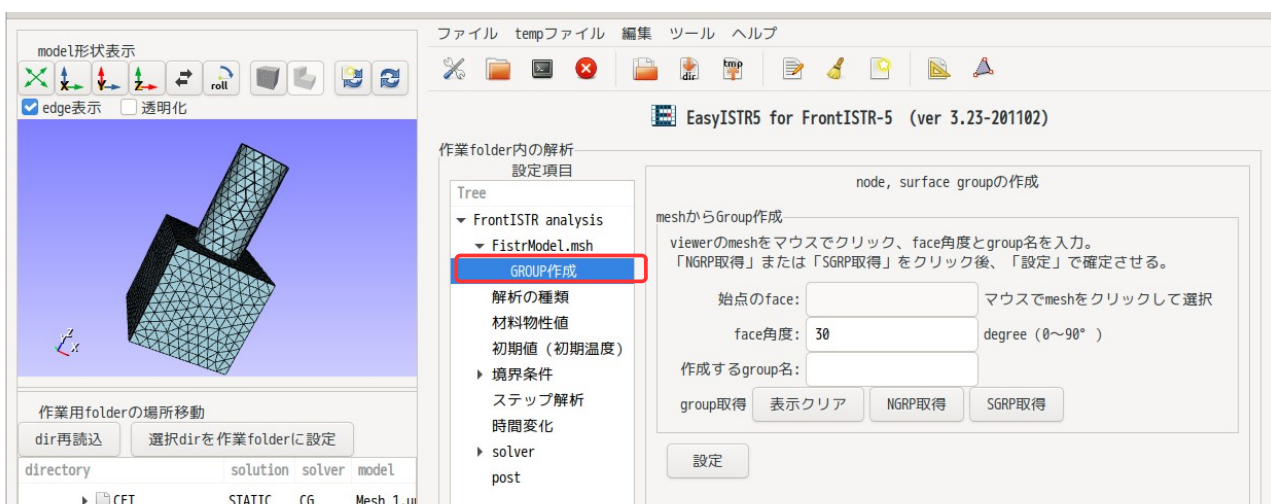 model形状表示
X Y Z roll
edge表示 透明化
z
x
作業用folderの場所移動
dir再読込 選択dirを作業folderに設定
directory solution solver model
CFT STATIC CG Mesh_1.u
ファイル tempファイル 編集 ツール ヘルプ
dir tmp
EasyISTR5 for FrontISTR-5 (ver 3.23-201102)
作業folder内の解析
設定項目
Tree
FrontISTR analysis
FistrModel.msh
GROUP作成
解析の種類
材料物性値
初期値 (初期温度)
境界条件
ステップ解析
時間変化
solver
post
node, surface groupの作成
meshからGroup作成
viewerのmeshをマウスでクリック、face角度とgroup名を入力。
「NGRP取得」または「SGRP取得」をクリック後、「設定」で確定させる。
始点のface: マウスでmeshをクリックして選択
face角度: 30 degree (0～90° )
作成するgroup名:
group取得 表示クリア NGRP取得 SGRP取得
設定